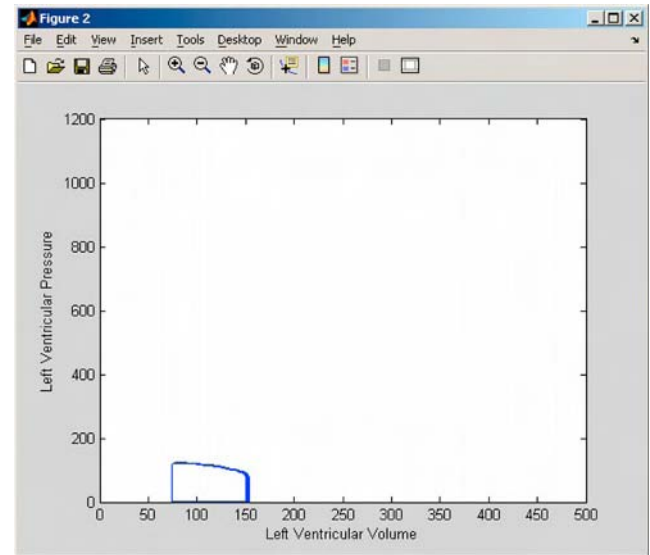 Figure 2
File Edit View Insert Tools Desktop Window Help
1200
1000
800
600
400
200
0
Left Ventricular Pressure
0 50 100 150 200 250 300 350 400 450 500
Left Ventricular Volume